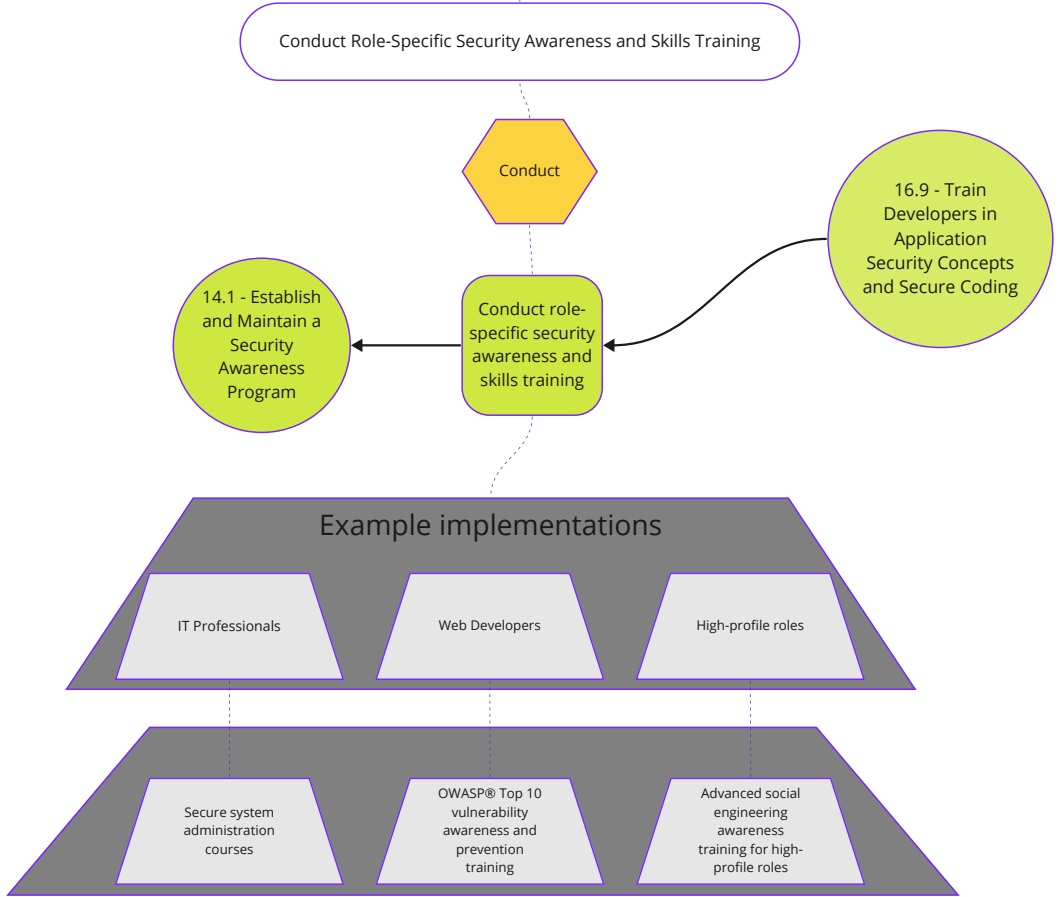 Conduct Role-Specific Security Awareness and Skills Training
Conduct
16.9 - Train
Developers in
Application
Security Concepts
and Secure Coding
14.1 - Establish
and Maintain a
Security
Awareness
Program
Conduct role-
specific security
awareness and
skills training
Example implementations
IT Professionals
Web Developers
High-profile roles
Secure system
administration
courses
OWASP® Top 10
vulnerability
awareness and
prevention
training
Advanced social
engineering
awareness
training for high-
profile roles